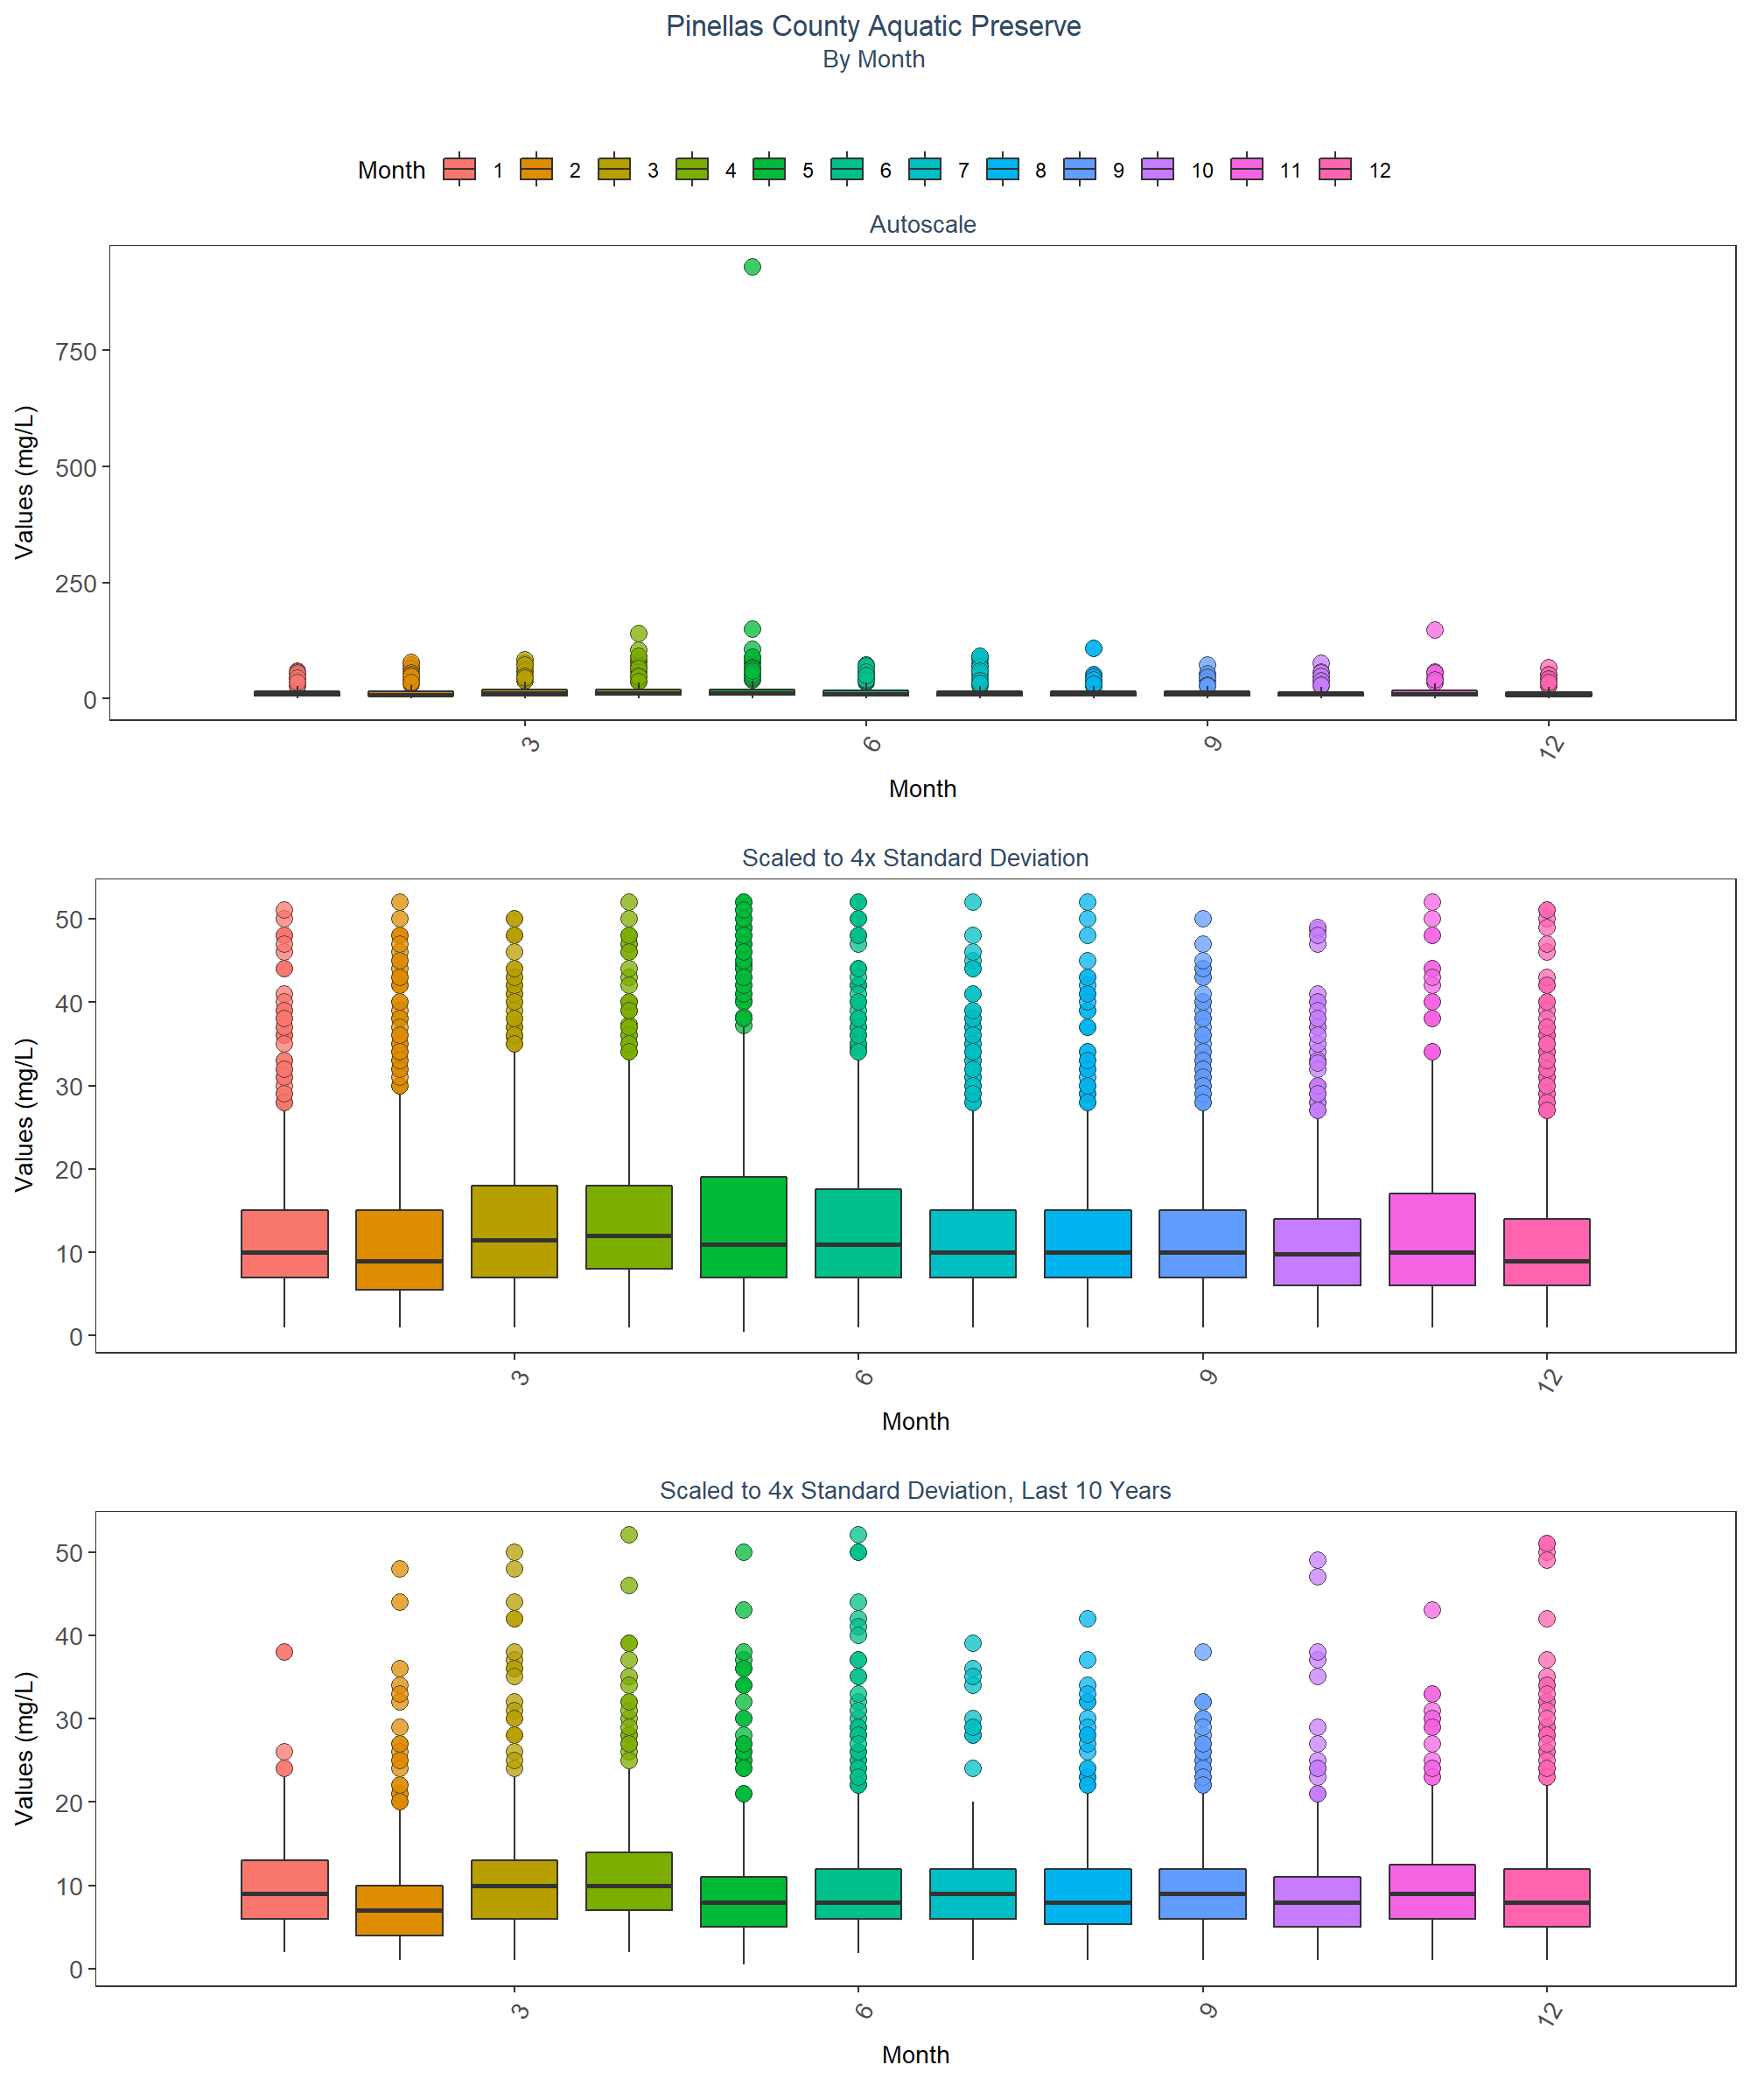 Pinellas County Aquatic Preserve
By Month
Month 1 2 3 4 5 6 7 8 9 10 11 12
Autoscale
Values (mg/L)
750
500
250
0
3 6 9 12
Month
Scaled to 4x Standard Deviation
Values (mg/L)
50
40
30
20
10
0
3 6 9 12
Month
Scaled to 4x Standard Deviation, Last 10 Years
Values (mg/L)
50
40
30
20
10
0
3 6 9 12
Month